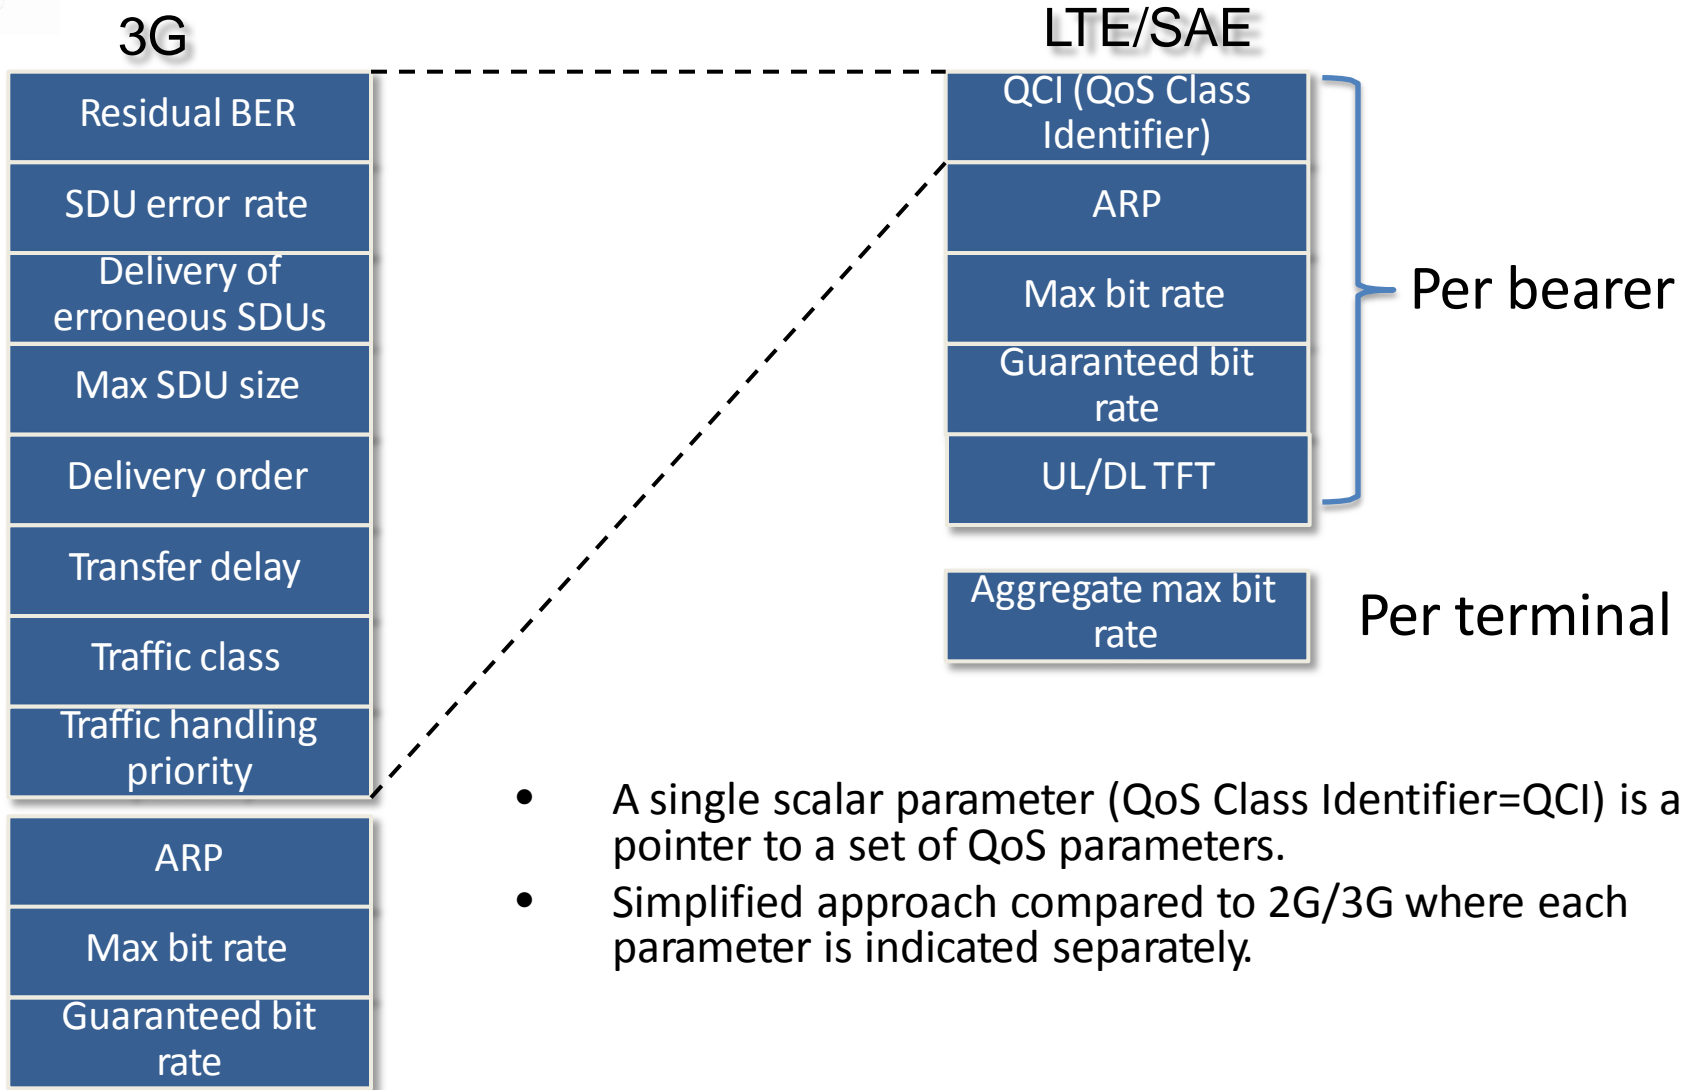 3G
Residual BER
SDU error rate
Delivery of
erroneous SDUs
Max SDU size
Delivery order
Transfer delay
Traffic class
Traffic handling
priority
ARP
Max bit rate
Guaranteed bit
rate
LTE/SAE
QCI (QoS Class
Identifier)
ARP
Max bit rate
Guaranteed bit
rate
UL/DL TFT
Per bearer
Aggregate max bit
rate
Per terminal
• A single scalar parameter (QoS Class Identifier=QCI) is a
pointer to a set of QoS parameters.
• Simplified approach compared to 2G/3G where each
parameter is indicated separately.